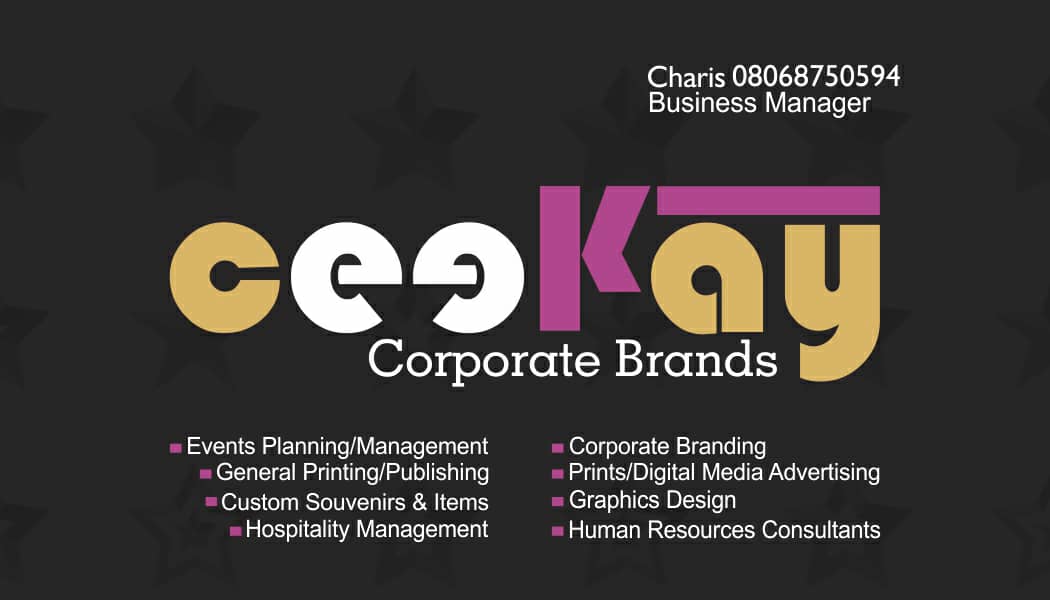 Charis 08068750594
Business Manager
ceeKay
Corporate Brands
Events Planning/Management
General Printing/Publishing
Custom Souvenirs & Items
Hospitality Management
Corporate Branding
Prints/Digital Media Advertising
Graphics Design
Human Resources Consultants